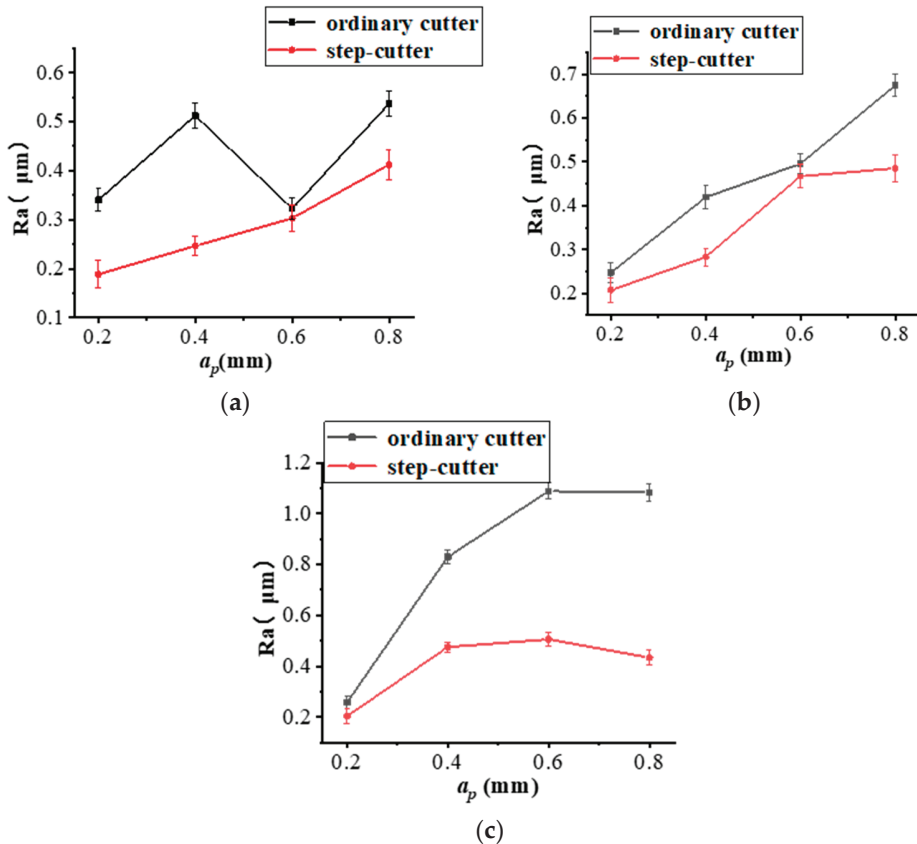 ordinary cutter
step-cutter
0.6
0.5
0.4
0.3
0.2
0.1
Ra( μm)
0.2 0.4 0.6 0.8
a_p(mm)
(a)
ordinary cutter
step-cutter
0.7
0.6
0.5
0.4
0.3
0.2
Ra( μm)
0.2 0.4 0.6 0.8
a_p (mm)
(b)
ordinary cutter
step-cutter
1.2
1.0
0.8
0.6
0.4
0.2
Ra( μm)
0.2 0.4 0.6 0.8
a_p (mm)
(c)